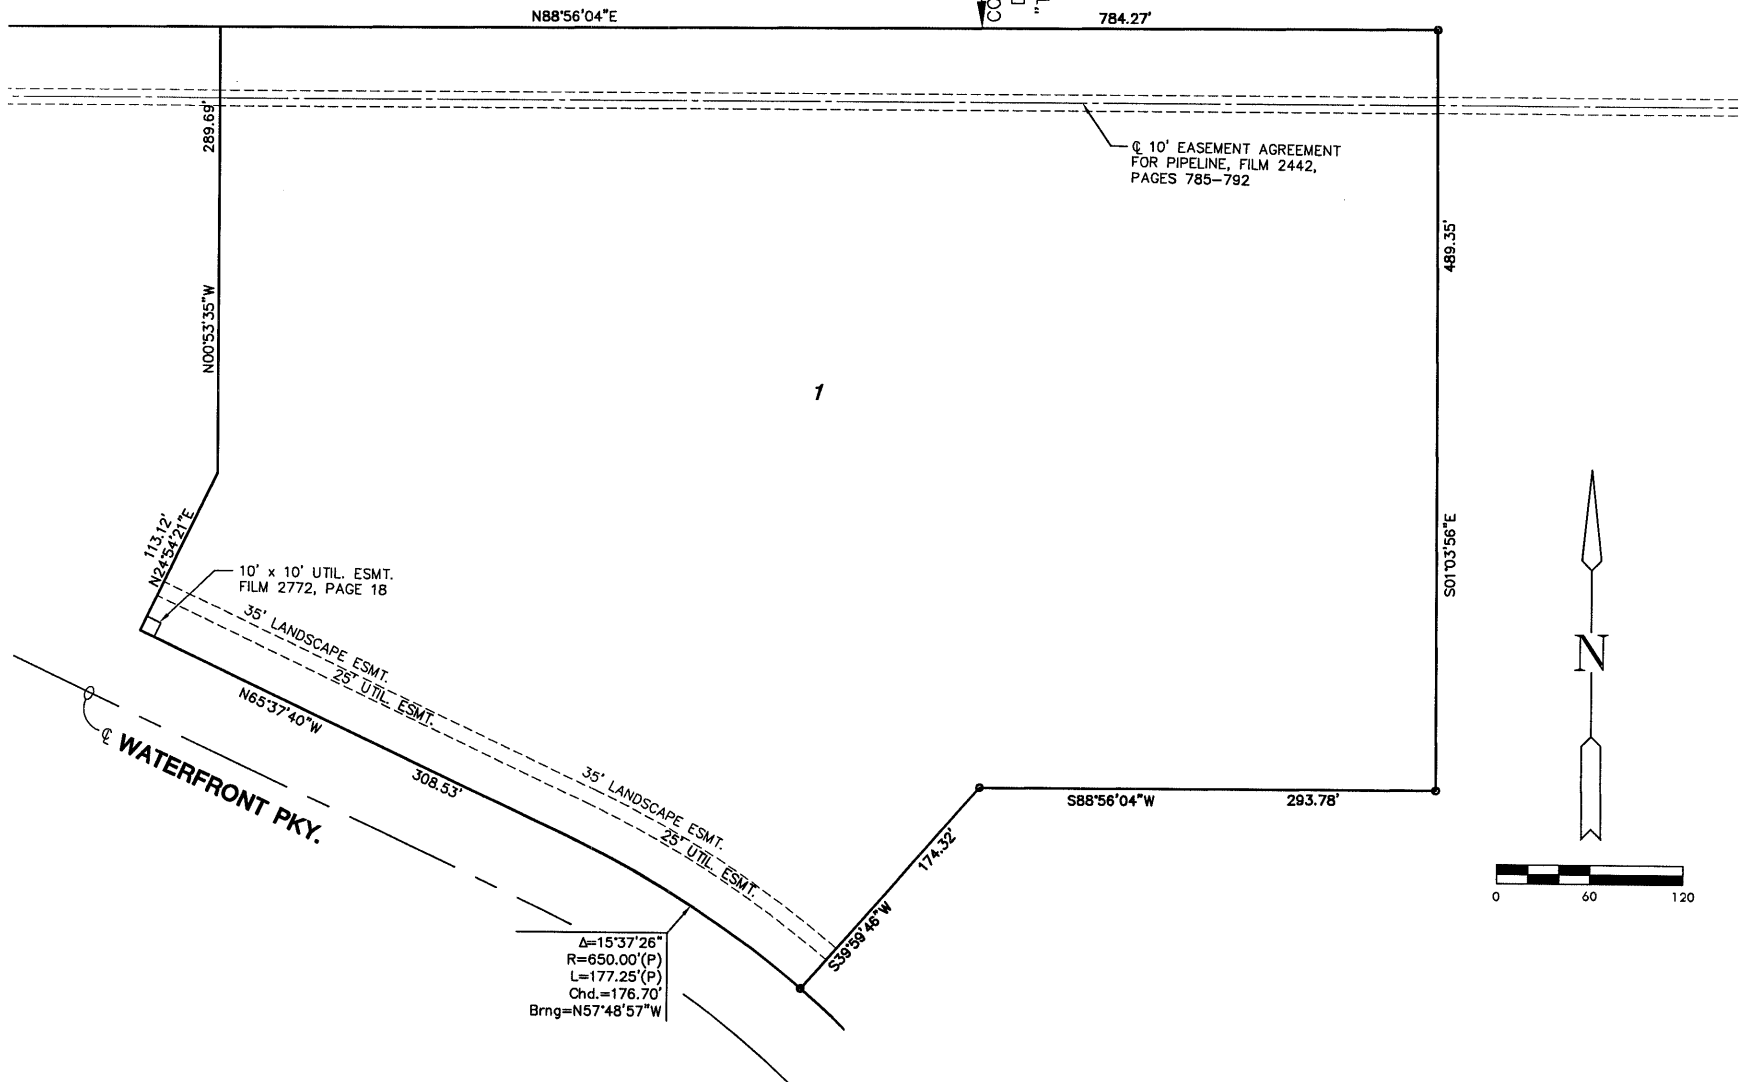 N88°56'04"E
784.27'
289.69'
N00°53'35"W
℄ 10' EASEMENT AGREEMENT
FOR PIPELINE, FILM 2442,
PAGES 785-792
489.35'
S01°03'56"E
1
113.12'
N24°54'21"E
10' x 10' UTIL. ESMT.
FILM 2772, PAGE 18
35' LANDSCAPE ESMT.
25' UTIL. ESMT.
N65°37'40"W
308.53'
℄ WATERFRONT PKY.
35' LANDSCAPE ESMT.
25' UTIL. ESMT.
S88°56'04"W
293.78'
174.32'
S39°59'46"W
Δ=15°37'26"
R=650.00'(P)
L=177.25'(P)
Chd.=176.70'
Brng=N57°48'57"W
N
0 60 120